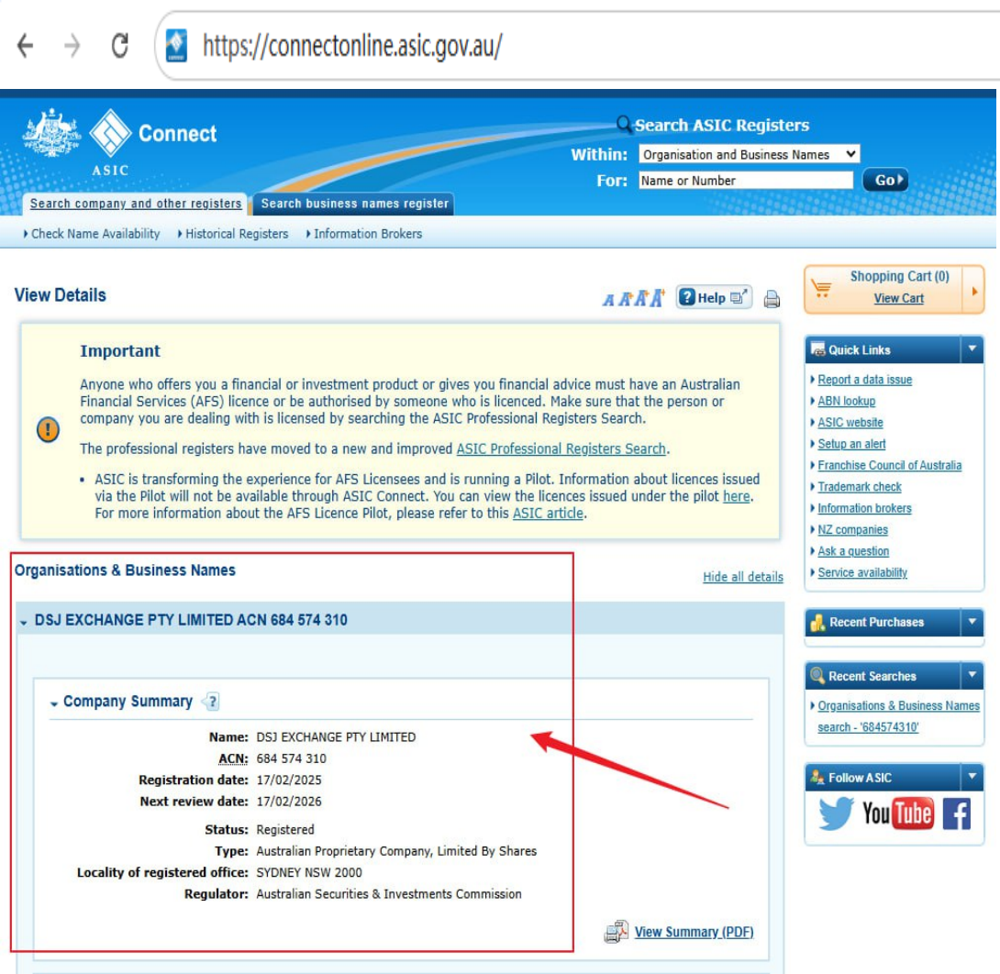 https://connectonline.asic.gov.au/
Connect
ASIC
Search ASIC Registers
Within: Organisation and Business Names
For: Name or Number Go
Search company and other registers Search business names register
Check Name Availability Historical Registers Information Brokers
View Details
A A A+ A+ Help
Shopping Cart (0)
View Cart
Important
Anyone who offers you a financial or investment product or gives you financial advice must have an Australian
Financial Services (AFS) licence or be authorised by someone who is licenced. Make sure that the person or
company you are dealing with is licensed by searching the ASIC Professional Registers Search.
The professional registers have moved to a new and improved ASIC Professional Registers Search.
• ASIC is transforming the experience for AFS Licensees and is running a Pilot. Information about licences issued
via the Pilot will not be available through ASIC Connect. You can view the licences issued under the pilot here.
For more information about the AFS Licence Pilot, please refer to this ASIC article.
Organisations & Business Names
Hide all details
DSJ EXCHANGE PTY LIMITED ACN 684 574 310
Company Summary ?
Name: DSJ EXCHANGE PTY LIMITED
ACN: 684 574 310
Registration date: 17/02/2025
Next review date: 17/02/2026
Status: Registered
Type: Australian Proprietary Company, Limited By Shares
Locality of registered office: SYDNEY NSW 2000
Regulator: Australian Securities & Investments Commission
View Summary (PDF)
Quick Links
Report a data issue
ABN lookup
ASIC website
Setup an alert
Franchise Council of Australia
Trademark check
Information brokers
NZ companies
Ask a question
Service availability
Recent Purchases
Recent Searches
Organisations & Business Names
search - '684574310'
Follow ASIC
YouTube f